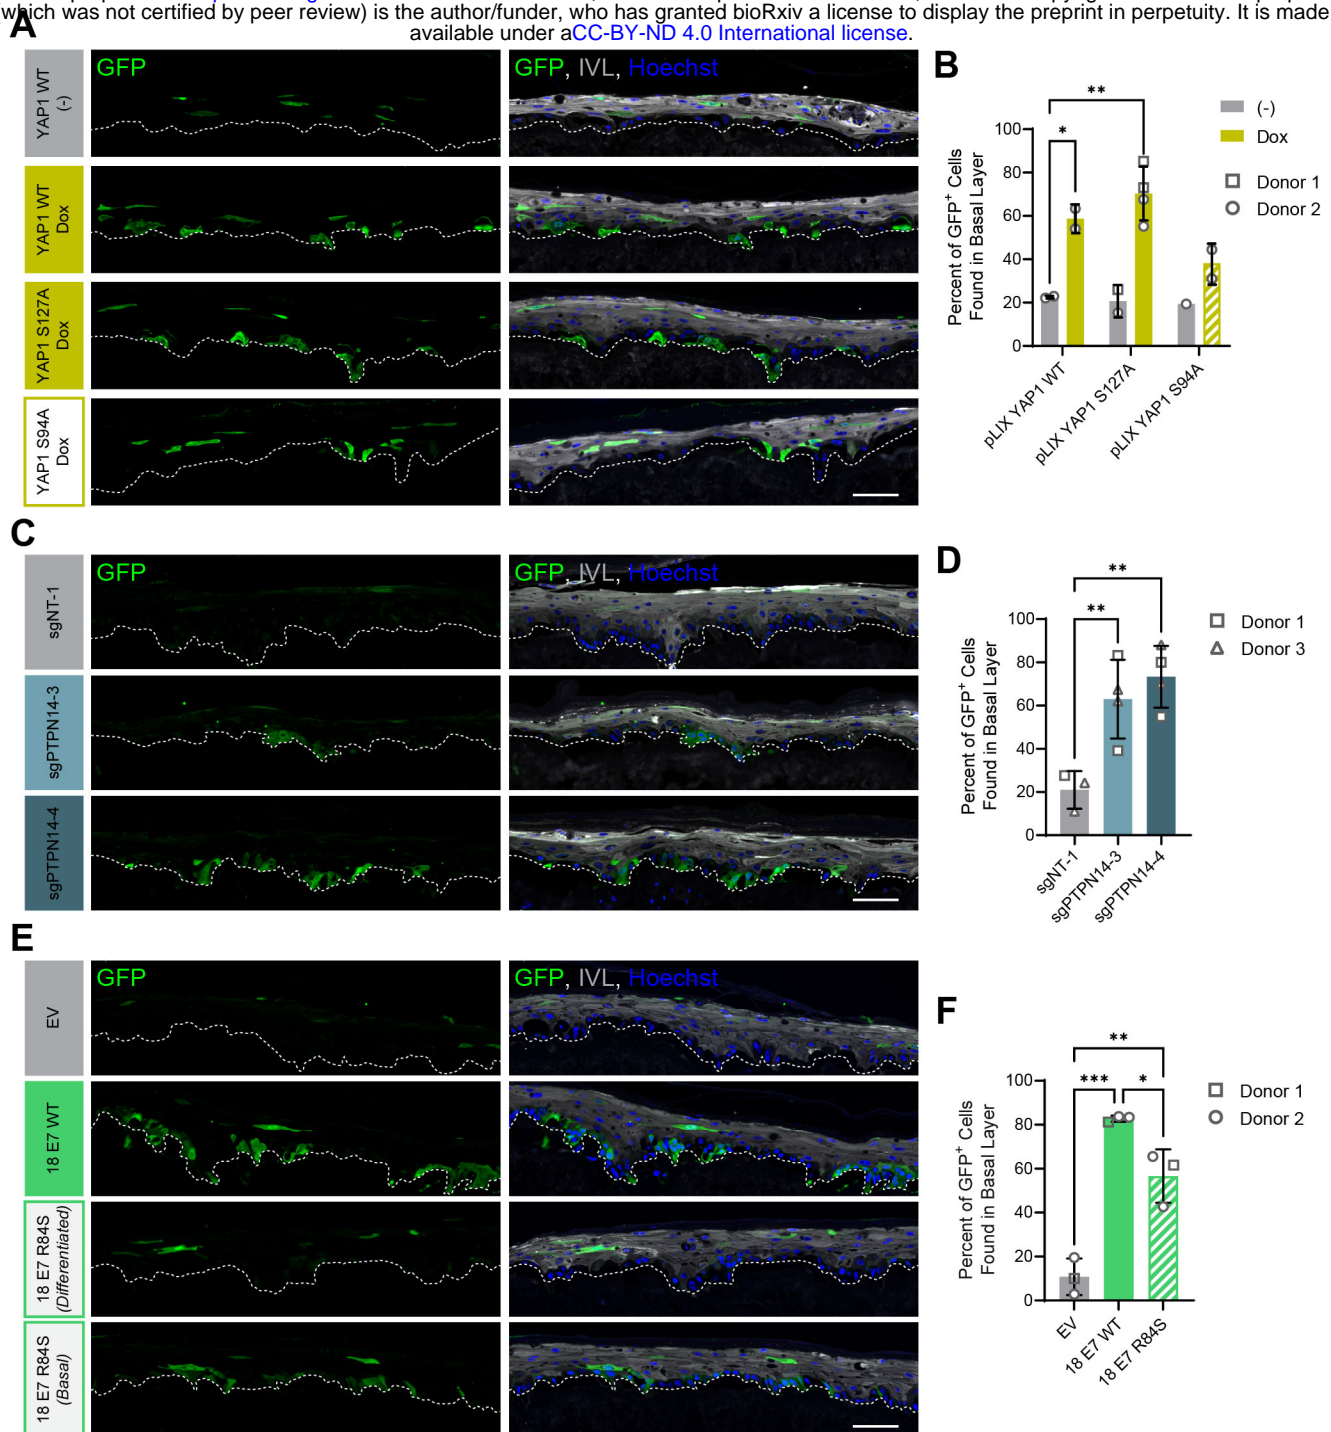 which was not certified by peer review) is the author/funder, who has granted bioRxiv a license to display the preprint in perpetuity. It is made
available under aCC-BY-ND 4.0 International license.
A
YAP1 WT
(-)
GFP
GFP, IVL, Hoechst
YAP1 WT
Dox
YAP1 S127A
Dox
YAP1 S94A
Dox
B
Percent of GFP+ Cells
Found in Basal Layer
100
80
60
40
20
0
*
**
pLIX YAP1 WT
pLIX YAP1 S127A
pLIX YAP1 S94A
(-)
Dox
Donor 1
Donor 2
C
sgNT-1
GFP
GFP, IVL, Hoechst
sgPTPN14-3
sgPTPN14-4
D
Percent of GFP+ Cells
Found in Basal Layer
100
80
60
40
20
0
**
**
sgNT-1
sgPTPN14-3
sgPTPN14-4
Donor 1
Donor 3
E
EV
GFP
GFP, IVL, Hoechst
18 E7 WT
18 E7 R84S
(Differentiated)
18 E7 R84S
(Basal)
F
Percent of GFP+ Cells
Found in Basal Layer
100
80
60
40
20
0
**
***
*
EV
18 E7 WT
18 E7 R84S
Donor 1
Donor 2